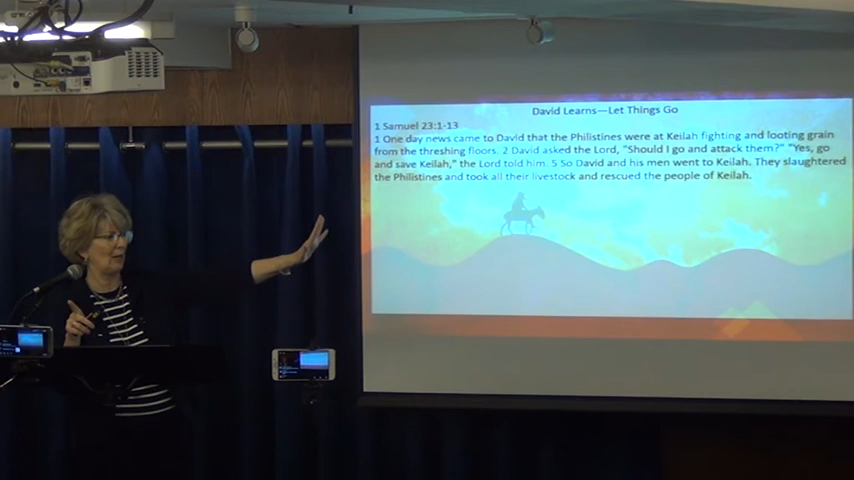 David Learns—Let Things Go
1 Samuel 23:1-13
1 One day news came to David that the Philistines were at Keilah fighting and looting grain
from the threshing floors. 2 David asked the Lord, "Should I go and attack them?" "Yes, go
and save Keilah," the Lord told him. 5 So David and his men went to Keilah. They slaughtered
the Philistines and took all their livestock and rescued the people of Keilah.